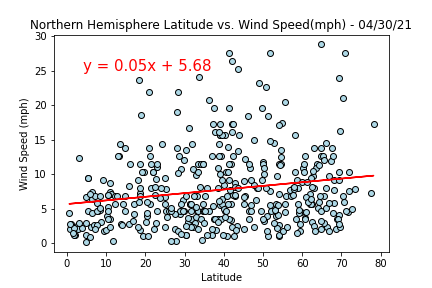 Northern Hemisphere Latitude vs. Wind Speed(mph) - 04/30/21
y = 0.05x + 5.68
Wind Speed (mph)
30
25
20
15
10
5
0
0 10 20 30 40 50 60 70 80
Latitude